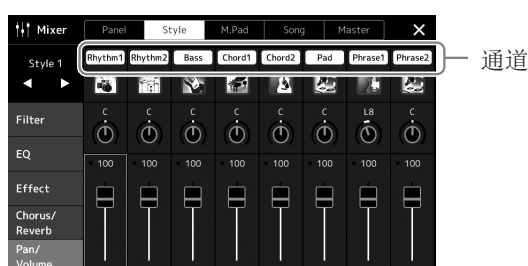 Mixer Panel Style M.Pad Song Master ×
Style 1 Rhythm1 Rhythm2 Bass Chord1 Chord2 Pad Phrase1 Phrase2 通道
Filter C C C C C C L8 C
EQ 100 100 100 100 100 100 100 100
Effect
Chorus/
Reverb
Pan/
Volume